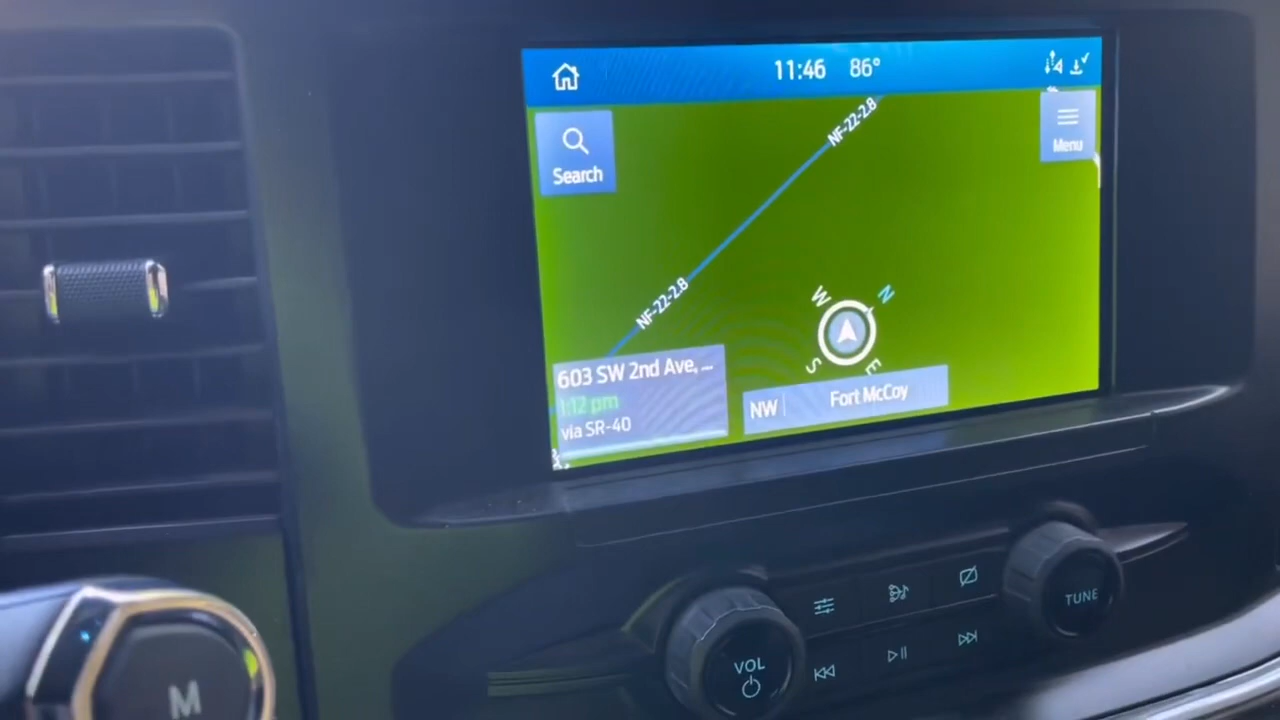 11:46 86°
Search
Menu
NF-22-2.8
NF-22-2.8
W N
S E
603 SW 2nd Ave, ...
1:12 pm
via SR-40
NW Fort McCoy
VOL
TUNE
M